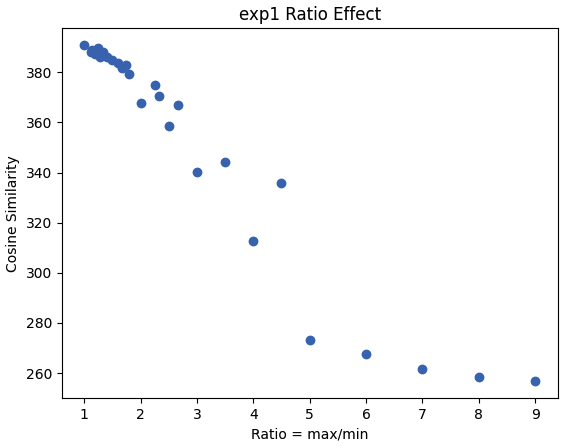 exp1 Ratio Effect
380
360
340
320
300
280
260
Cosine Similarity
1 2 3 4 5 6 7 8 9
Ratio = max/min